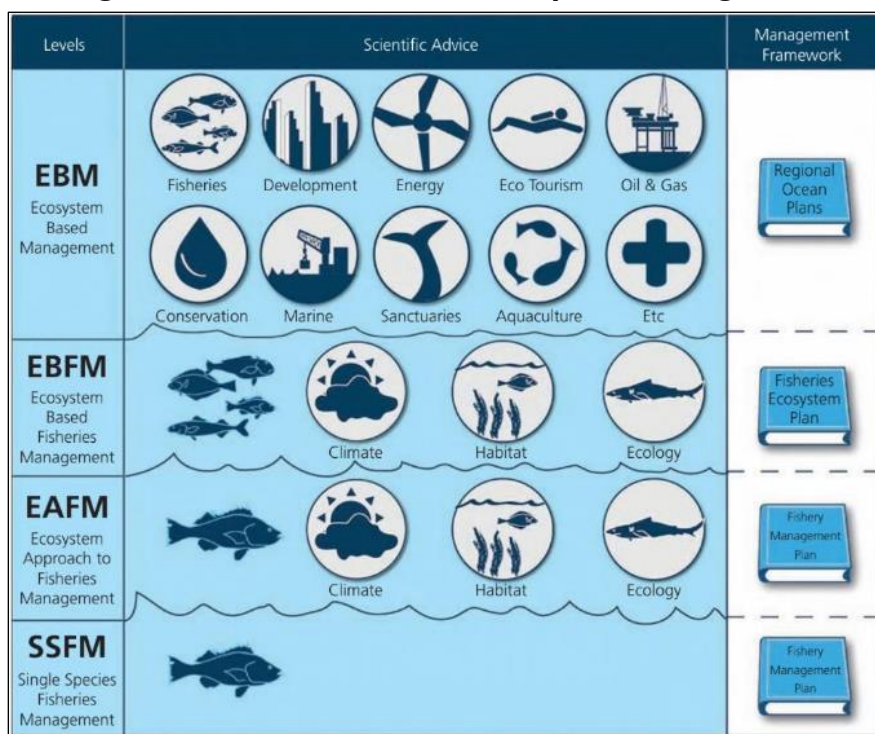 Levels
Scientific Advice
Management
Framework
EBM
Ecosystem
Based
Management
Fisheries
Development
Energy
Eco Tourism
Oil & Gas
Conservation
Marine
Sanctuaries
Aquaculture
Etc
Regional
Ocean
Plans
EBFM
Ecosystem
Based
Fisheries
Management
Climate
Habitat
Ecology
Fisheries
Ecosystem
Plan
EAFM
Ecosystem
Approach to
Fisheries
Management
Climate
Habitat
Ecology
Fishery
Management
Plan
SSFM
Single Species
Fisheries
Management
Fishery
Management
Plan